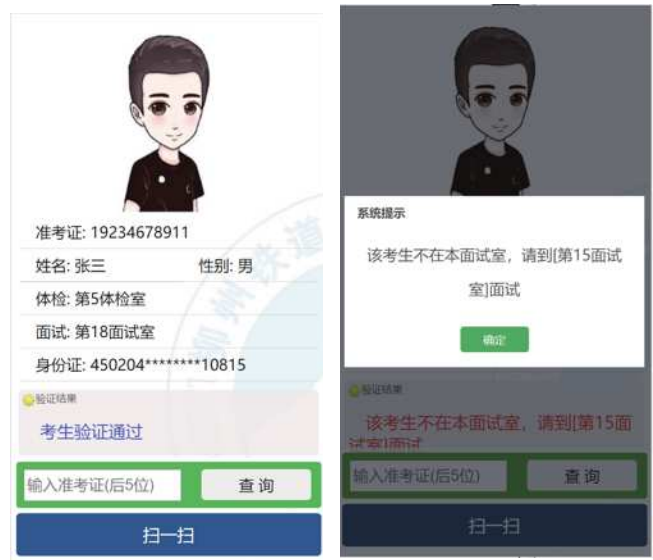 准考证: 19234678911
姓名: 张三 性别: 男
体检: 第5体检室
面试: 第18面试室
身份证: 450204********10815
验证结果
考生验证通过
输入准考证(后5位) 查 询
扫一扫
系统提示
该考生不在本面试室，请到[第15面试
室]面试
确定
验证结果
该考生不在本面试室，请到[第15面
试室]面试
输入准考证(后5位) 查 询
扫一扫